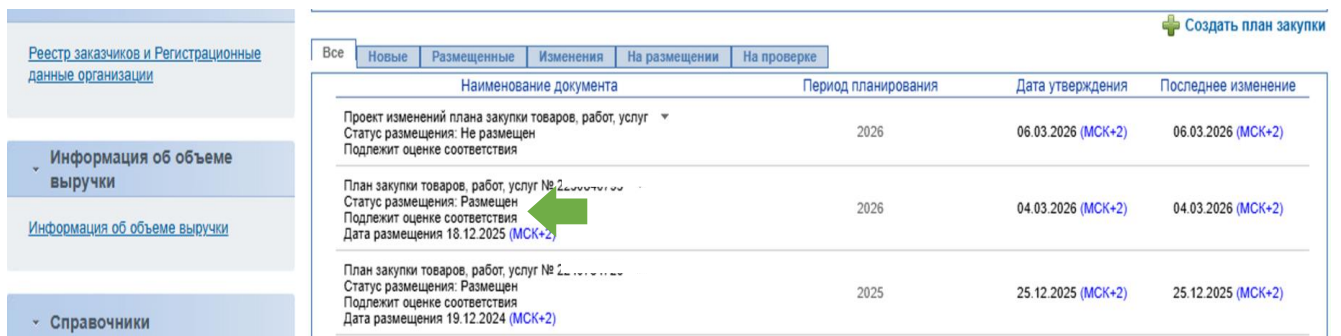 Реестр заказчиков и Регистрационные
данные организации
Информация об объеме
выручки
Информация об объеме выручки
Справочники
Создать план закупки
Все Новые Размещенные Изменения На размещении На проверке
Наименование документа Период планирования Дата утверждения Последнее изменение
Проект изменений плана закупки товаров, работ, услуг
Статус размещения: Не размещен
Подлежит оценке соответствия
2026 06.03.2026 (МСК+2) 06.03.2026 (МСК+2)
План закупки товаров, работ, услуг №
Статус размещения: Размещен
Подлежит оценке соответствия
Дата размещения 18.12.2025 (МСК+2)
2026 04.03.2026 (МСК+2) 04.03.2026 (МСК+2)
План закупки товаров, работ, услуг №
Статус размещения: Размещен
Подлежит оценке соответствия
Дата размещения 19.12.2024 (МСК+2)
2025 25.12.2025 (МСК+2) 25.12.2025 (МСК+2)